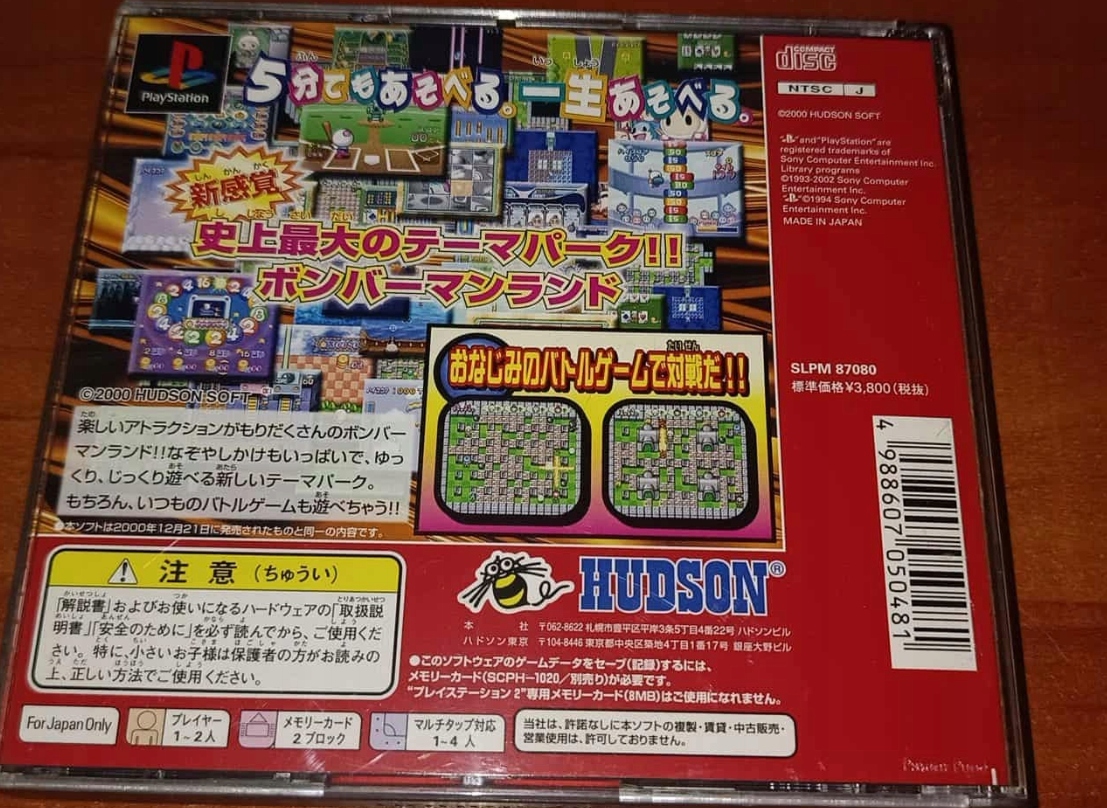 PlayStation
5分でもあそべる。一生あそべる。
新感覚
史上最大のテーマパーク!!
ボンバーマンランド
©2000 HUDSON SOFT
楽しいアトラクションがもりだくさんのボンバー
マンランド!!なぞやしかけもいっぱいで、ゆっ
くり、じっくり遊べる新しいテーマパーク。
もちろん、いつものバトルゲームも遊べちゃう!!
●本ソフトは2000年12月21日に発売されたものと同一の内容です。
おなじみのバトルゲームで対戦だ!!
COMPACT
disc
NTSC J
©2000 HUDSON SOFT
"and"PlayStation"are
registered trademarks of
Sony Computer Entertainment Inc.
Library programs
©1993-2002 Sony Computer
Entertainment Inc.
©1994 Sony Computer
Entertainment Inc.
MADE IN JAPAN
SLPM 87080
標準価格¥3,800(税抜)
4 988607 050481
注意(ちゅうい)
「解説書」およびお使いになるハードウェアの「取扱説
明書」「安全のために」を必ず読んでから、ご使用くだ
さい。特に、小さいお子様は保護者の方がお読みの
上、正しい方法でご使用ください。
HUDSON®
本社 〒062-8622 札幌市豊平区平岸3条5丁目4番22号 ハドソンビル
ハドソン東京 〒104-8446 東京都中央区築地4丁目1番17号 銀座大野ビル
●このソフトウェアのゲームデータをセーブ(記録)するには、
メモリーカード(SCPH-1020/別売り)が必要です。
"プレイステーション 2"専用メモリーカード(8MB)はご使用になれません。
For Japan Only
プレイヤー
1~2人
メモリーカード
2ブロック
マルチタップ対応
1~4人
当社は、許諾なしに本ソフトの複製・賃貸・中古販売・
営業使用は、許可しておりません。